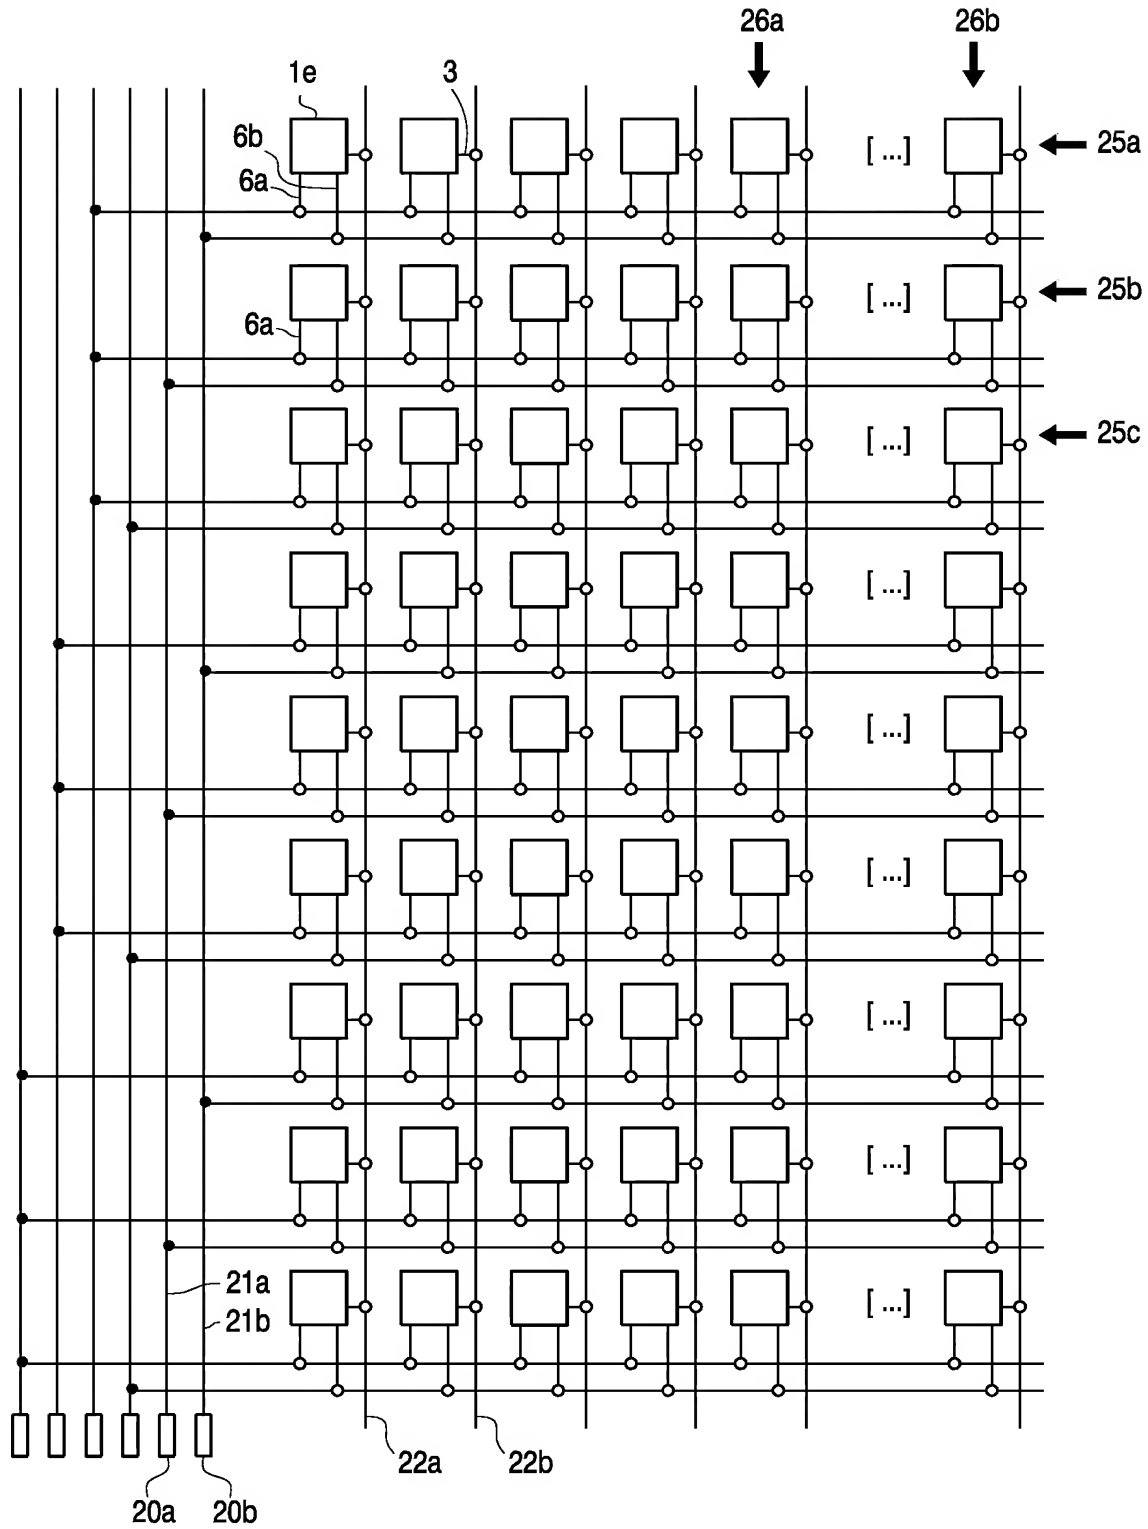 26a 26b
1e 3
6b 25a
[ ... ]
6a
[ ... ] 25b
6a
[ ... ] 25c
[ ... ]
[ ... ]
[ ... ]
[ ... ]
[ ... ]
21a
[ ... ]
21b
22a 22b
20a 20b